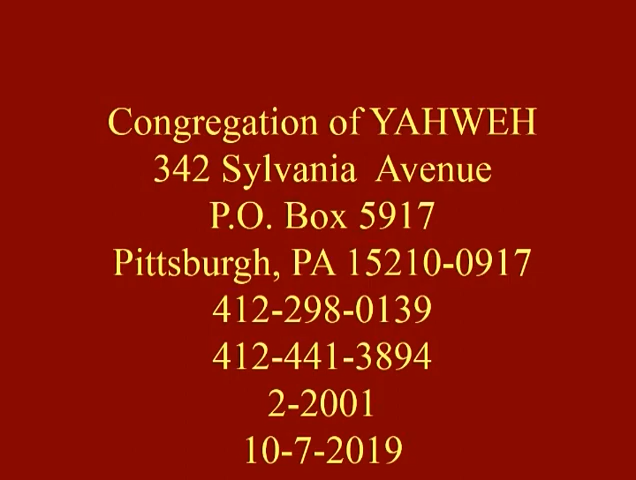 Congregation of YAHWEH
342 Sylvania Avenue
P.O. Box 5917
Pittsburgh, PA 15210-0917
412-298-0139
412-441-3894
2-2001
10-7-2019